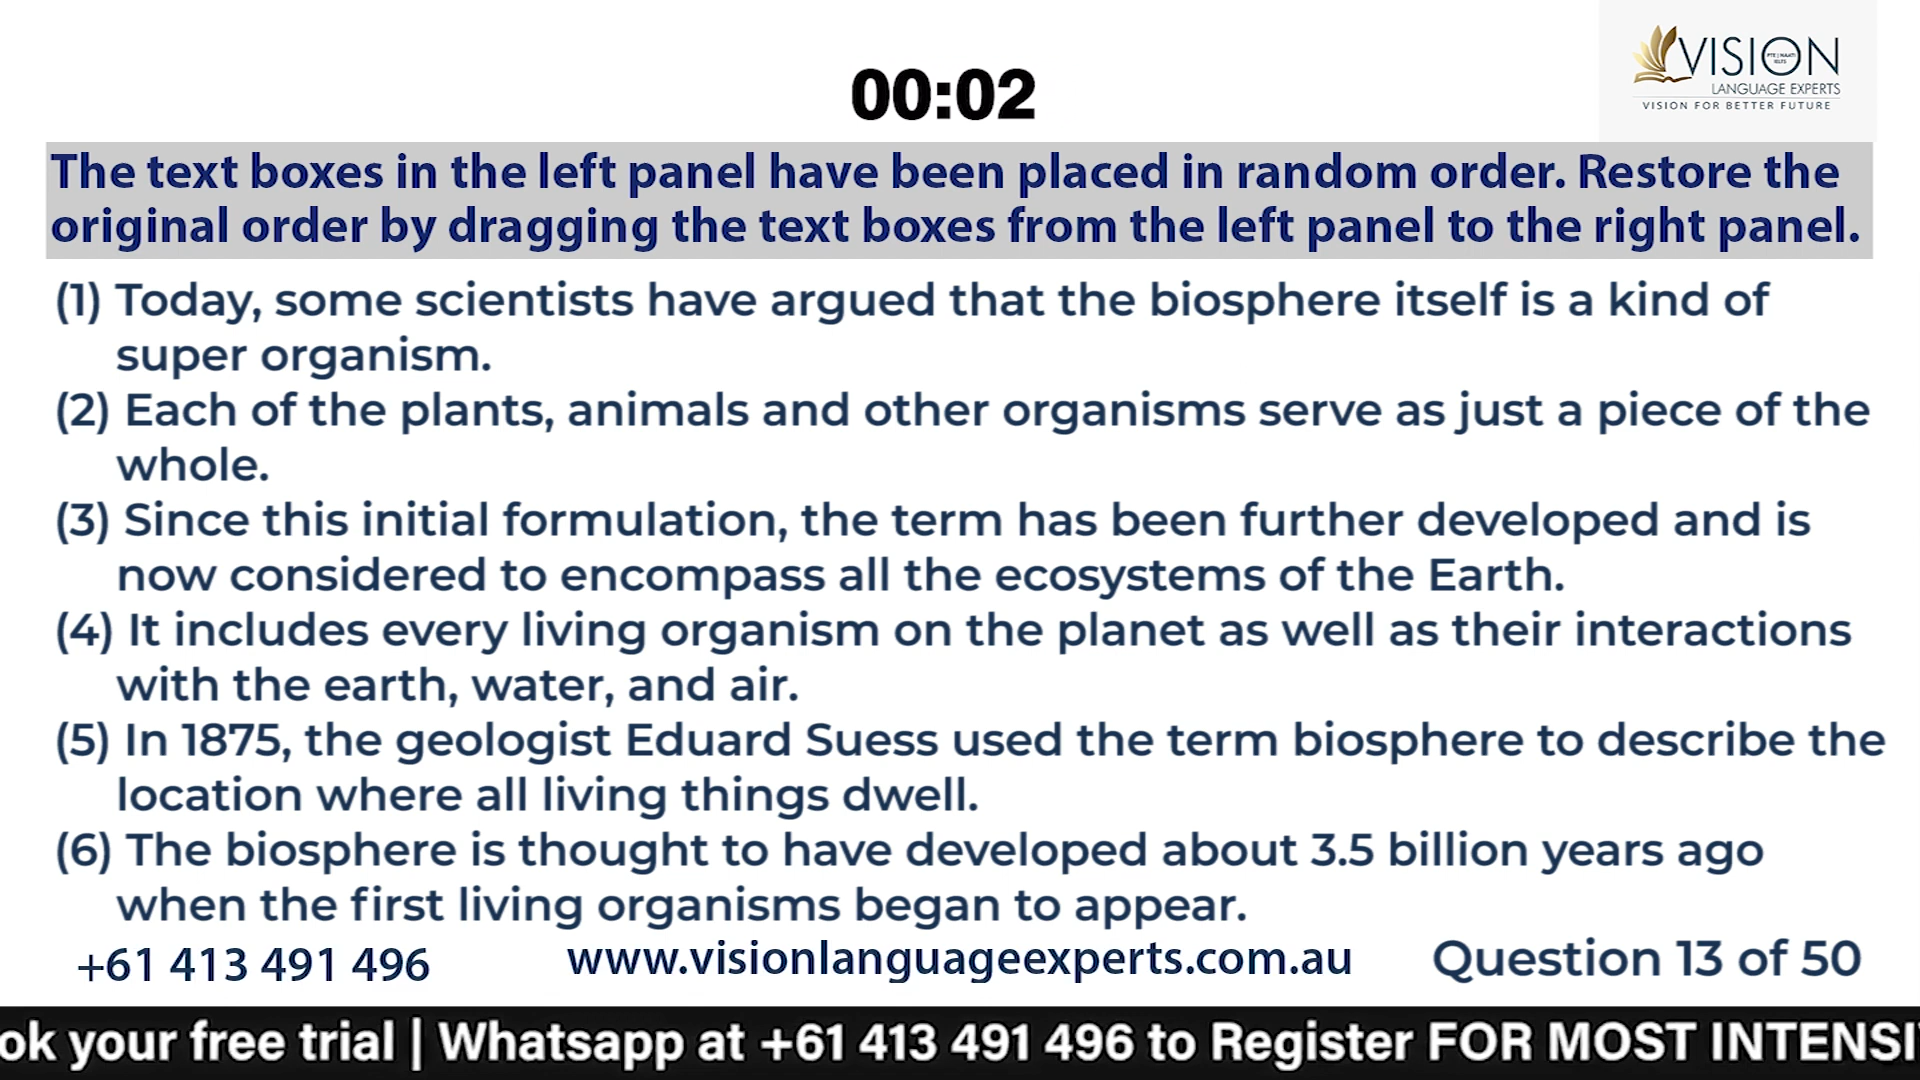 00:02
VISION
PTE | NAATI
IELTS
LANGUAGE EXPERTS
VISION FOR BETTER FUTURE
The text boxes in the left panel have been placed in random order. Restore the
original order by dragging the text boxes from the left panel to the right panel.
(1) Today, some scientists have argued that the biosphere itself is a kind of
super organism.
(2) Each of the plants, animals and other organisms serve as just a piece of the
whole.
(3) Since this initial formulation, the term has been further developed and is
now considered to encompass all the ecosystems of the Earth.
(4) It includes every living organism on the planet as well as their interactions
with the earth, water, and air.
(5) In 1875, the geologist Eduard Suess used the term biosphere to describe the
location where all living things dwell.
(6) The biosphere is thought to have developed about 3.5 billion years ago
when the first living organisms began to appear.
+61 413 491 496
www.visionlanguageexperts.com.au
Question 13 of 50
ok your free trial | Whatsapp at +61 413 491 496 to Register FOR MOST INTENSI